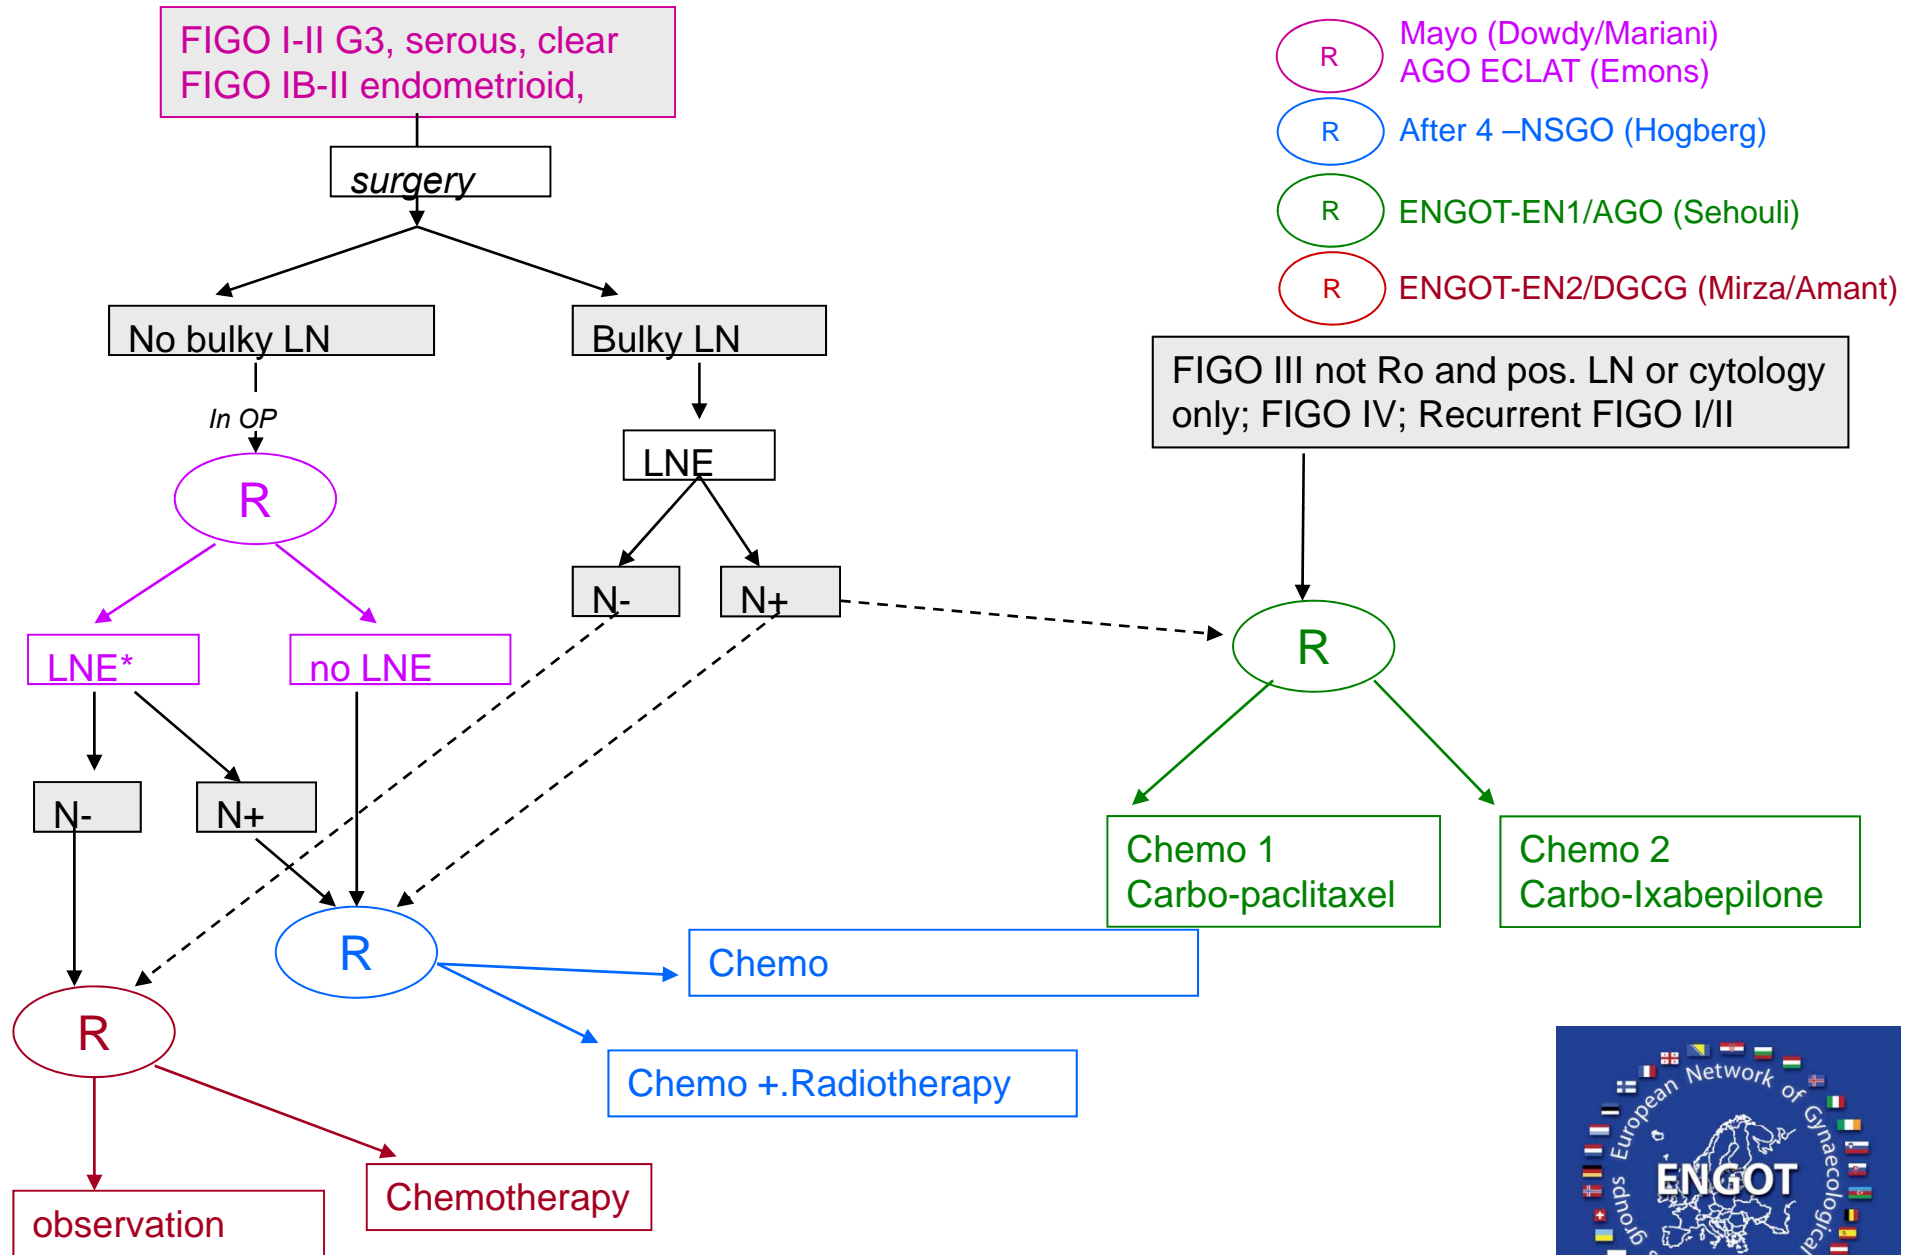 FIGO I-II G3, serous, clear
FIGO IB-II endometrioid,
R
Mayo (Dowdy/Mariani)
AGO ECLAT (Emons)
R
After 4 –NSGO (Hogberg)
R
ENGOT-EN1/AGO (Sehouli)
R
ENGOT-EN2/DGCG (Mirza/Amant)
surgery
No bulky LN
Bulky LN
FIGO III not Ro and pos. LN or cytology
only; FIGO IV; Recurrent FIGO I/II
In OP
R
LNE
N-
N+
R
LNE*
no LNE
N-
N+
Chemo 1
Carbo-paclitaxel
Chemo 2
Carbo-Ixabepilone
R
Chemo
R
Chemo +.Radiotherapy
Chemotherapy
observation
European Network of Gynaecological
groups
ENGOT